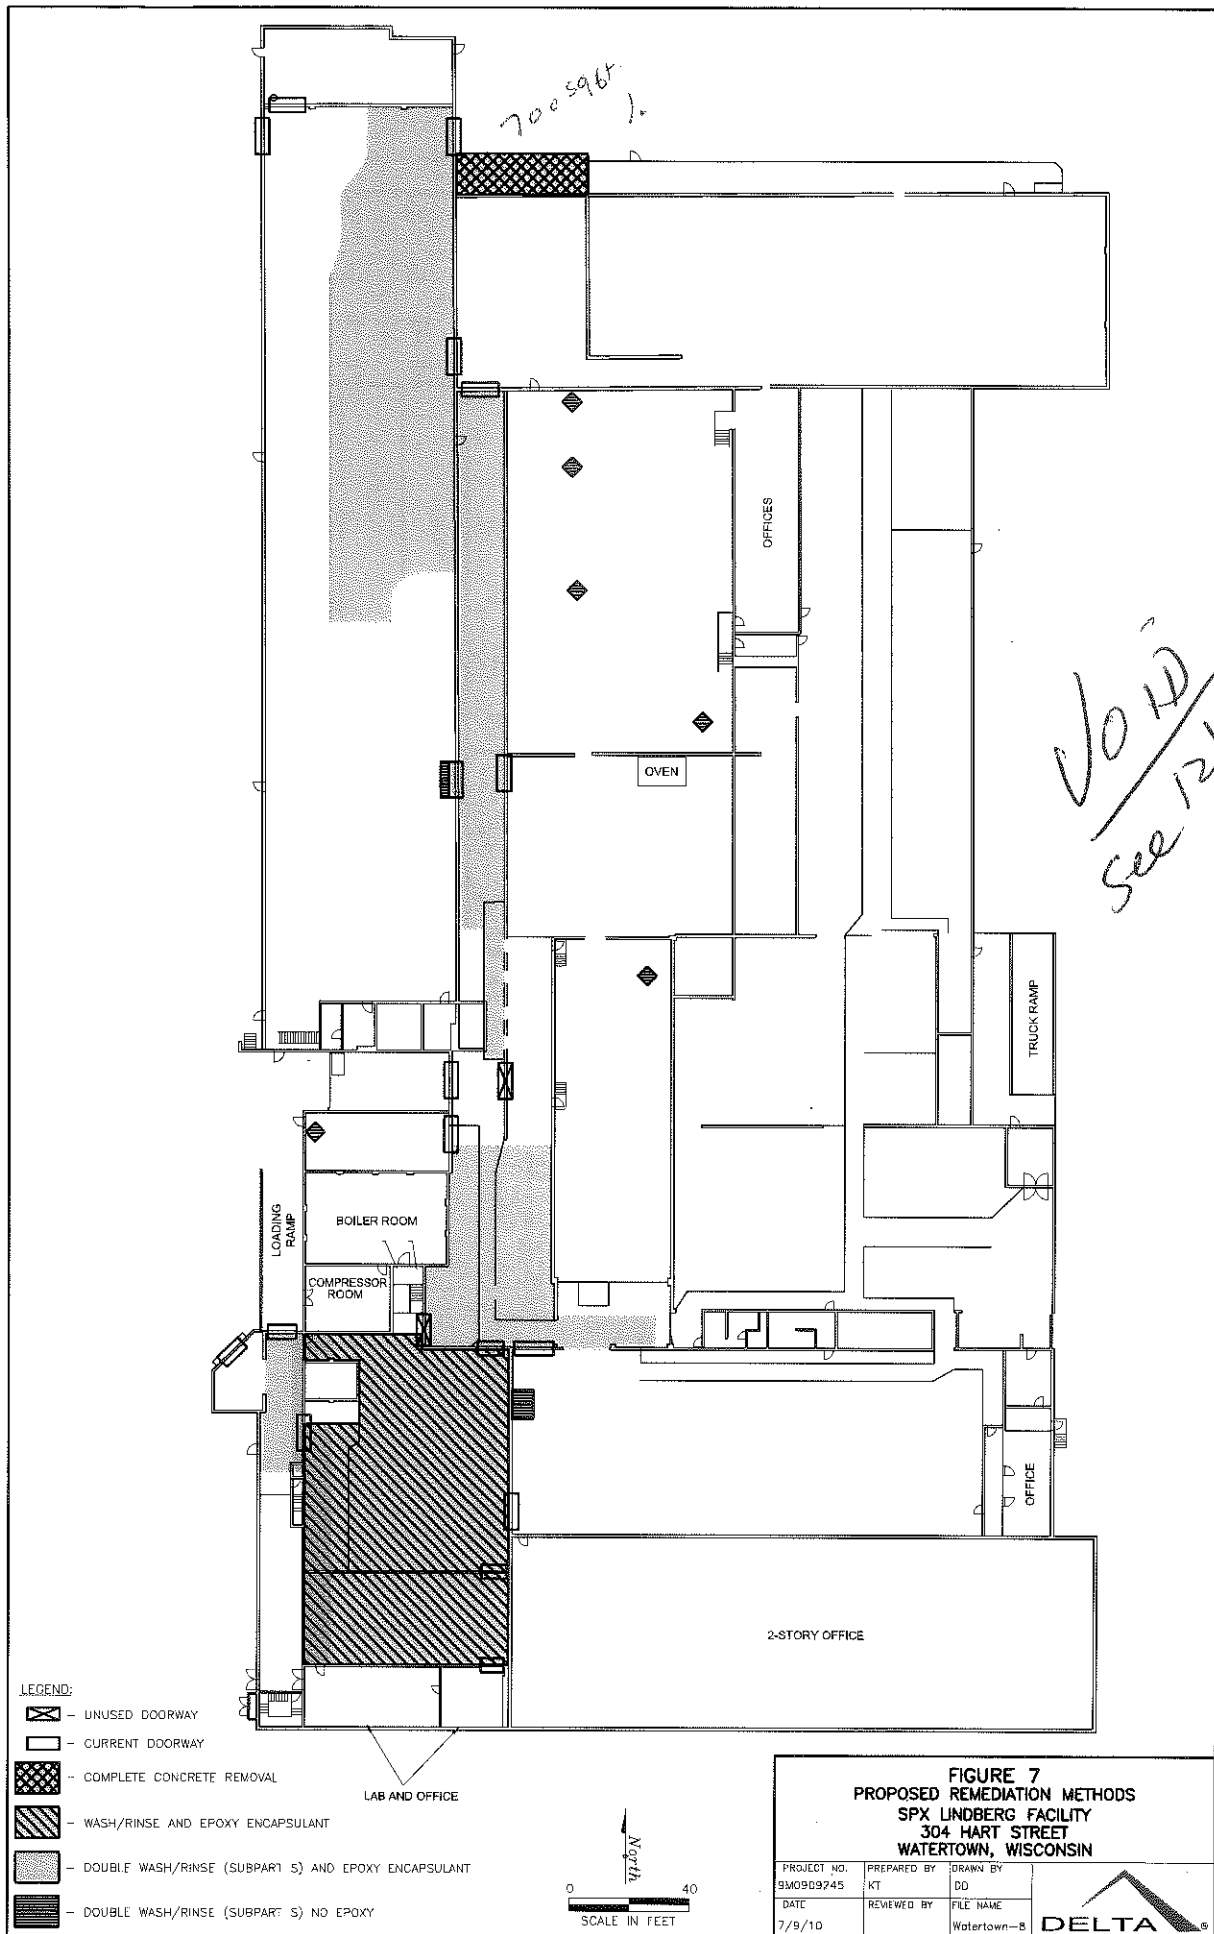 700 sq ft.
OFFICES
VOID
See 12
OVEN
TRUCK RAMP
LOADING
RAMP
BOILER ROOM
COMPRESSOR
ROOM
OFFICE
2-STORY OFFICE
LAB AND OFFICE
LEGEND:
- UNUSED DOORWAY
- CURRENT DOORWAY
- COMPLETE CONCRETE REMOVAL
- WASH/RINSE AND EPOXY ENCAPSULANT
- DOUBLE WASH/RINSE (SUBPART S) AND EPOXY ENCAPSULANT
- DOUBLE WASH/RINSE (SUBPART S) NO EPOXY
North
0 40
SCALE IN FEET
FIGURE 7
PROPOSED REMEDIATION METHODS
SPX LINDBERG FACILITY
304 HART STREET
WATERTOWN, WISCONSIN
PROJECT NO. PREPARED BY DRAWN BY
9M0909245 KT DD
DATE REVIEWED BY FILE NAME
7/9/10 Watertown-8
DELTA ®